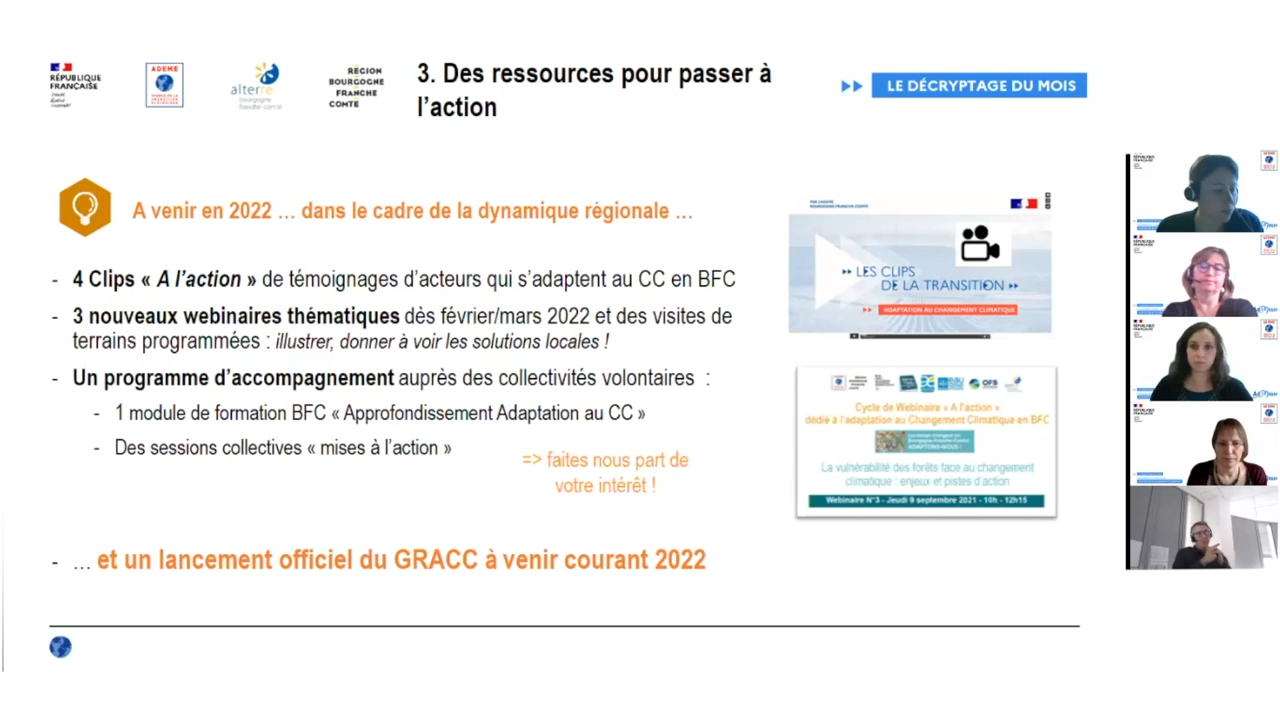 RÉPUBLIQUE
FRANÇAISE
ADEME
alterre
bourgogne
franche-comté
RÉGION
BOURGOGNE
FRANCHE
COMTÉ
3. Des ressources pour passer à
l'action
LE DÉCRYPTAGE DU MOIS
A venir en 2022 … dans le cadre de la dynamique régionale …
- 4 Clips « A l'action » de témoignages d'acteurs qui s'adaptent au CC en BFC
- 3 nouveaux webinaires thématiques dès février/mars 2022 et des visites de
terrains programmées : illustrer, donner à voir les solutions locales !
- Un programme d'accompagnement auprès des collectivités volontaires :
- 1 module de formation BFC « Approfondissement Adaptation au CC »
- Des sessions collectives « mises à l'action »
=> faites nous part de
votre intérêt !
- … et un lancement officiel du GRACC à venir courant 2022
LES CLIPS
DE LA TRANSITION
ADAPTATION AU CHANGEMENT CLIMATIQUE
OFB
Cycle de Webinaire « A l'action »
dédié à l'adaptation au Changement Climatique en BFC
ADAPTONS-NOUS !
La vulnérabilité des forêts face au changement
climatique : enjeux et pistes d'action
Webinaire N°3 - Jeudi 9 septembre 2021 - 10h - 12h15